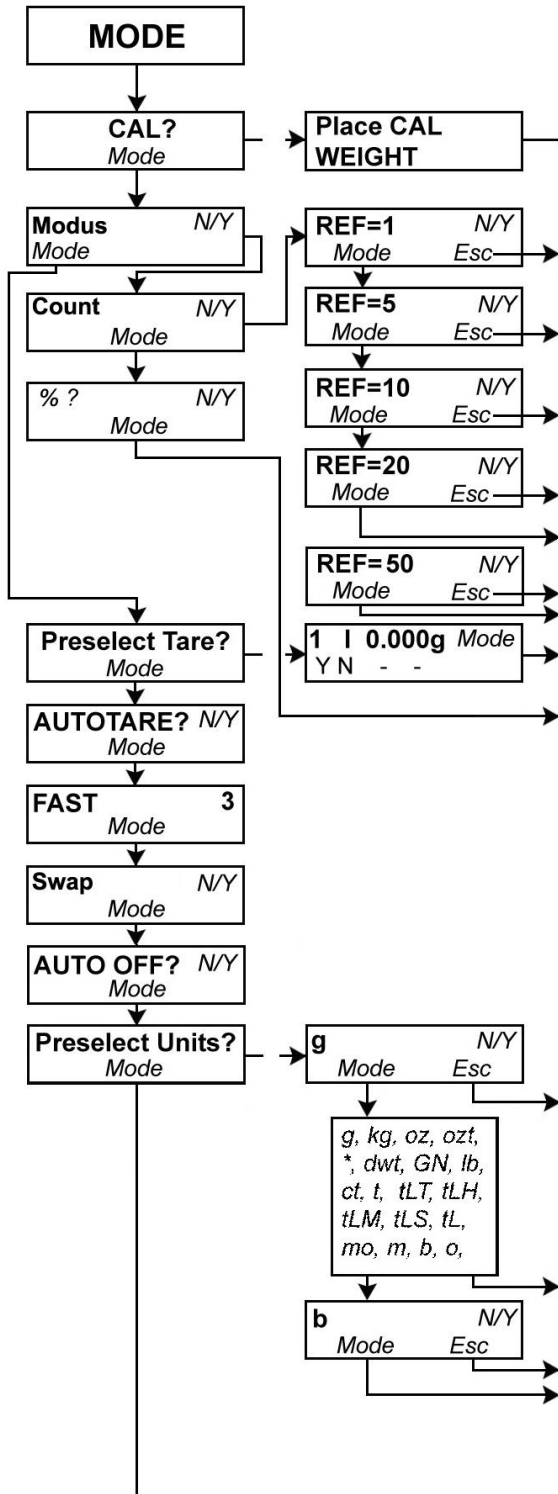 MODE
CAL?
Mode
Place CAL
WEIGHT
Modus N/Y
Mode
REF=1 N/Y
Mode Esc
Count N/Y
Mode
REF=5 N/Y
Mode Esc
% ? N/Y
Mode
REF=10 N/Y
Mode Esc
REF=20 N/Y
Mode Esc
REF=50 N/Y
Mode Esc
Preselect Tare?
Mode
1 I 0.000g Mode
Y N - -
AUTOTARE? N/Y
Mode
FAST 3
Mode
Swap N/Y
Mode
AUTO OFF? N/Y
Mode
Preselect Units?
Mode
g N/Y
Mode Esc
g, kg, oz, ozt,
*, dwt, GN, lb,
ct, t, tLT, tLH,
tLM, tLS, tL,
mo, m, b, o,
b N/Y
Mode Esc